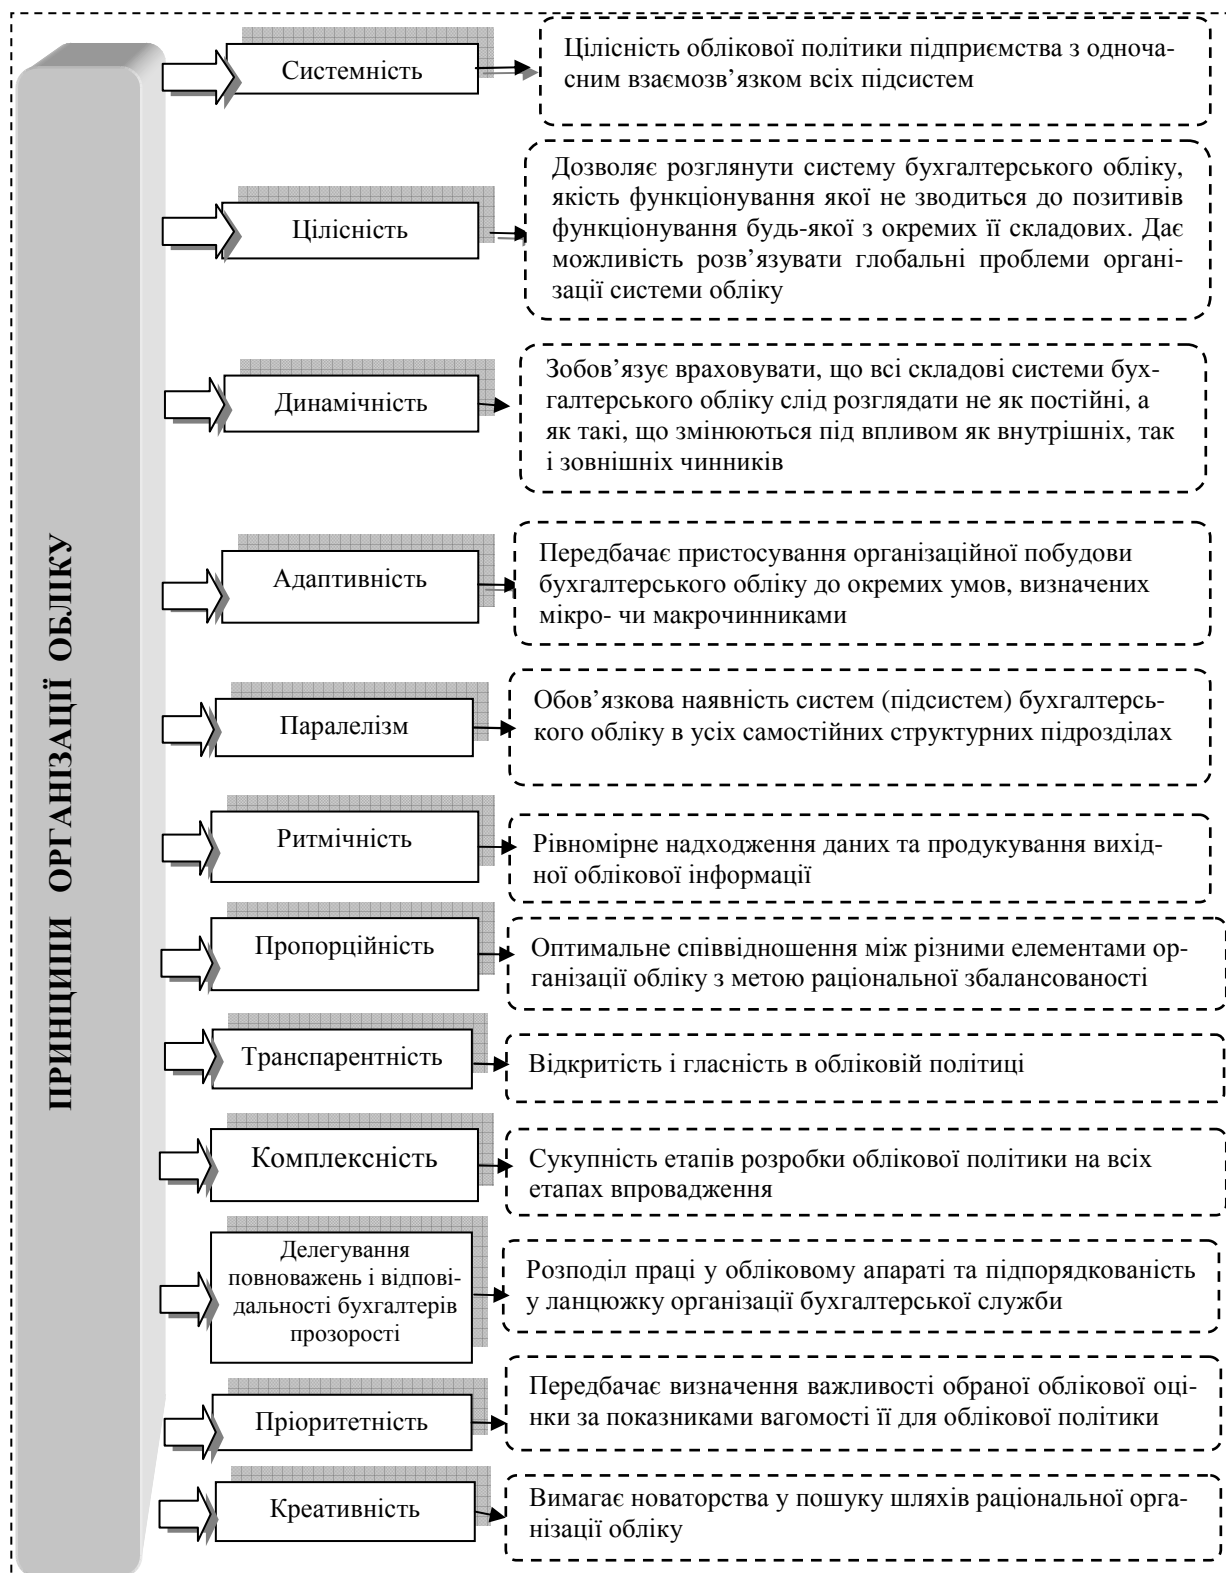 ПРИНЦИПИ ОРГАНІЗАЦІЇ ОБЛІКУ
Системність
Цілісність облікової політики підприємства з одноча-
сним взаємозв’язком всіх підсистем
Цілісність
Дозволяє розглянути систему бухгалтерського обліку,
якість функціонування якої не зводиться до позитивів
функціонування будь-якої з окремих її складових. Дає
можливість розв’язувати глобальні проблеми органі-
зації системи обліку
Динамічність
Зобов’язує враховувати, що всі складові системи бух-
галтерського обліку слід розглядати не як постійні, а
як такі, що змінюються під впливом як внутрішніх, так
і зовнішніх чинників
Адаптивність
Передбачає пристосування організаційної побудови
бухгалтерського обліку до окремих умов, визначених
мікро- чи макрочинниками
Паралелізм
Обов’язкова наявність систем (підсистем) бухгалтерсь-
кого обліку в усіх самостійних структурних підрозділах
Ритмічність
Рівномірне надходження даних та продукування вихід-
ної облікової інформації
Пропорційність
Оптимальне співвідношення між різними елементами ор-
ганізації обліку з метою раціональної збалансованості
Транспарентність
Відкритість і гласність в обліковій політиці
Комплексність
Сукупність етапів розробки облікової політики на всіх
етапах впровадження
Делегування
повноважень і відпові-
дальності бухгалтерів
прозорості
Розподіл праці у обліковому апараті та підпорядкованість
у ланцюжку організації бухгалтерської служби
Пріоритетність
Передбачає визначення важливості обраної облікової оці-
нки за показниками вагомості її для облікової політики
Креативність
Вимагає новаторства у пошуку шляхів раціональної орга-
нізації обліку